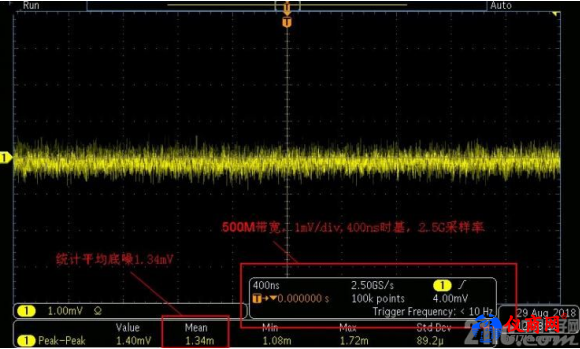 Run
T
Auto
T
1
500M带宽，1mV/div,400ns时基，2.5G采样率
统计平均底噪1.34mV
400ns 2.50GS/s 1
T→▼0.000000 s 100k points 4.00mV
Trigger Frequency: < 10 Hz
1 1.00mV Ω
29 Aug 2018
Value Mean Min Max Std Dev
1 Peak-Peak 1.40mV 1.34m 1.08m 1.72m 89.2µ